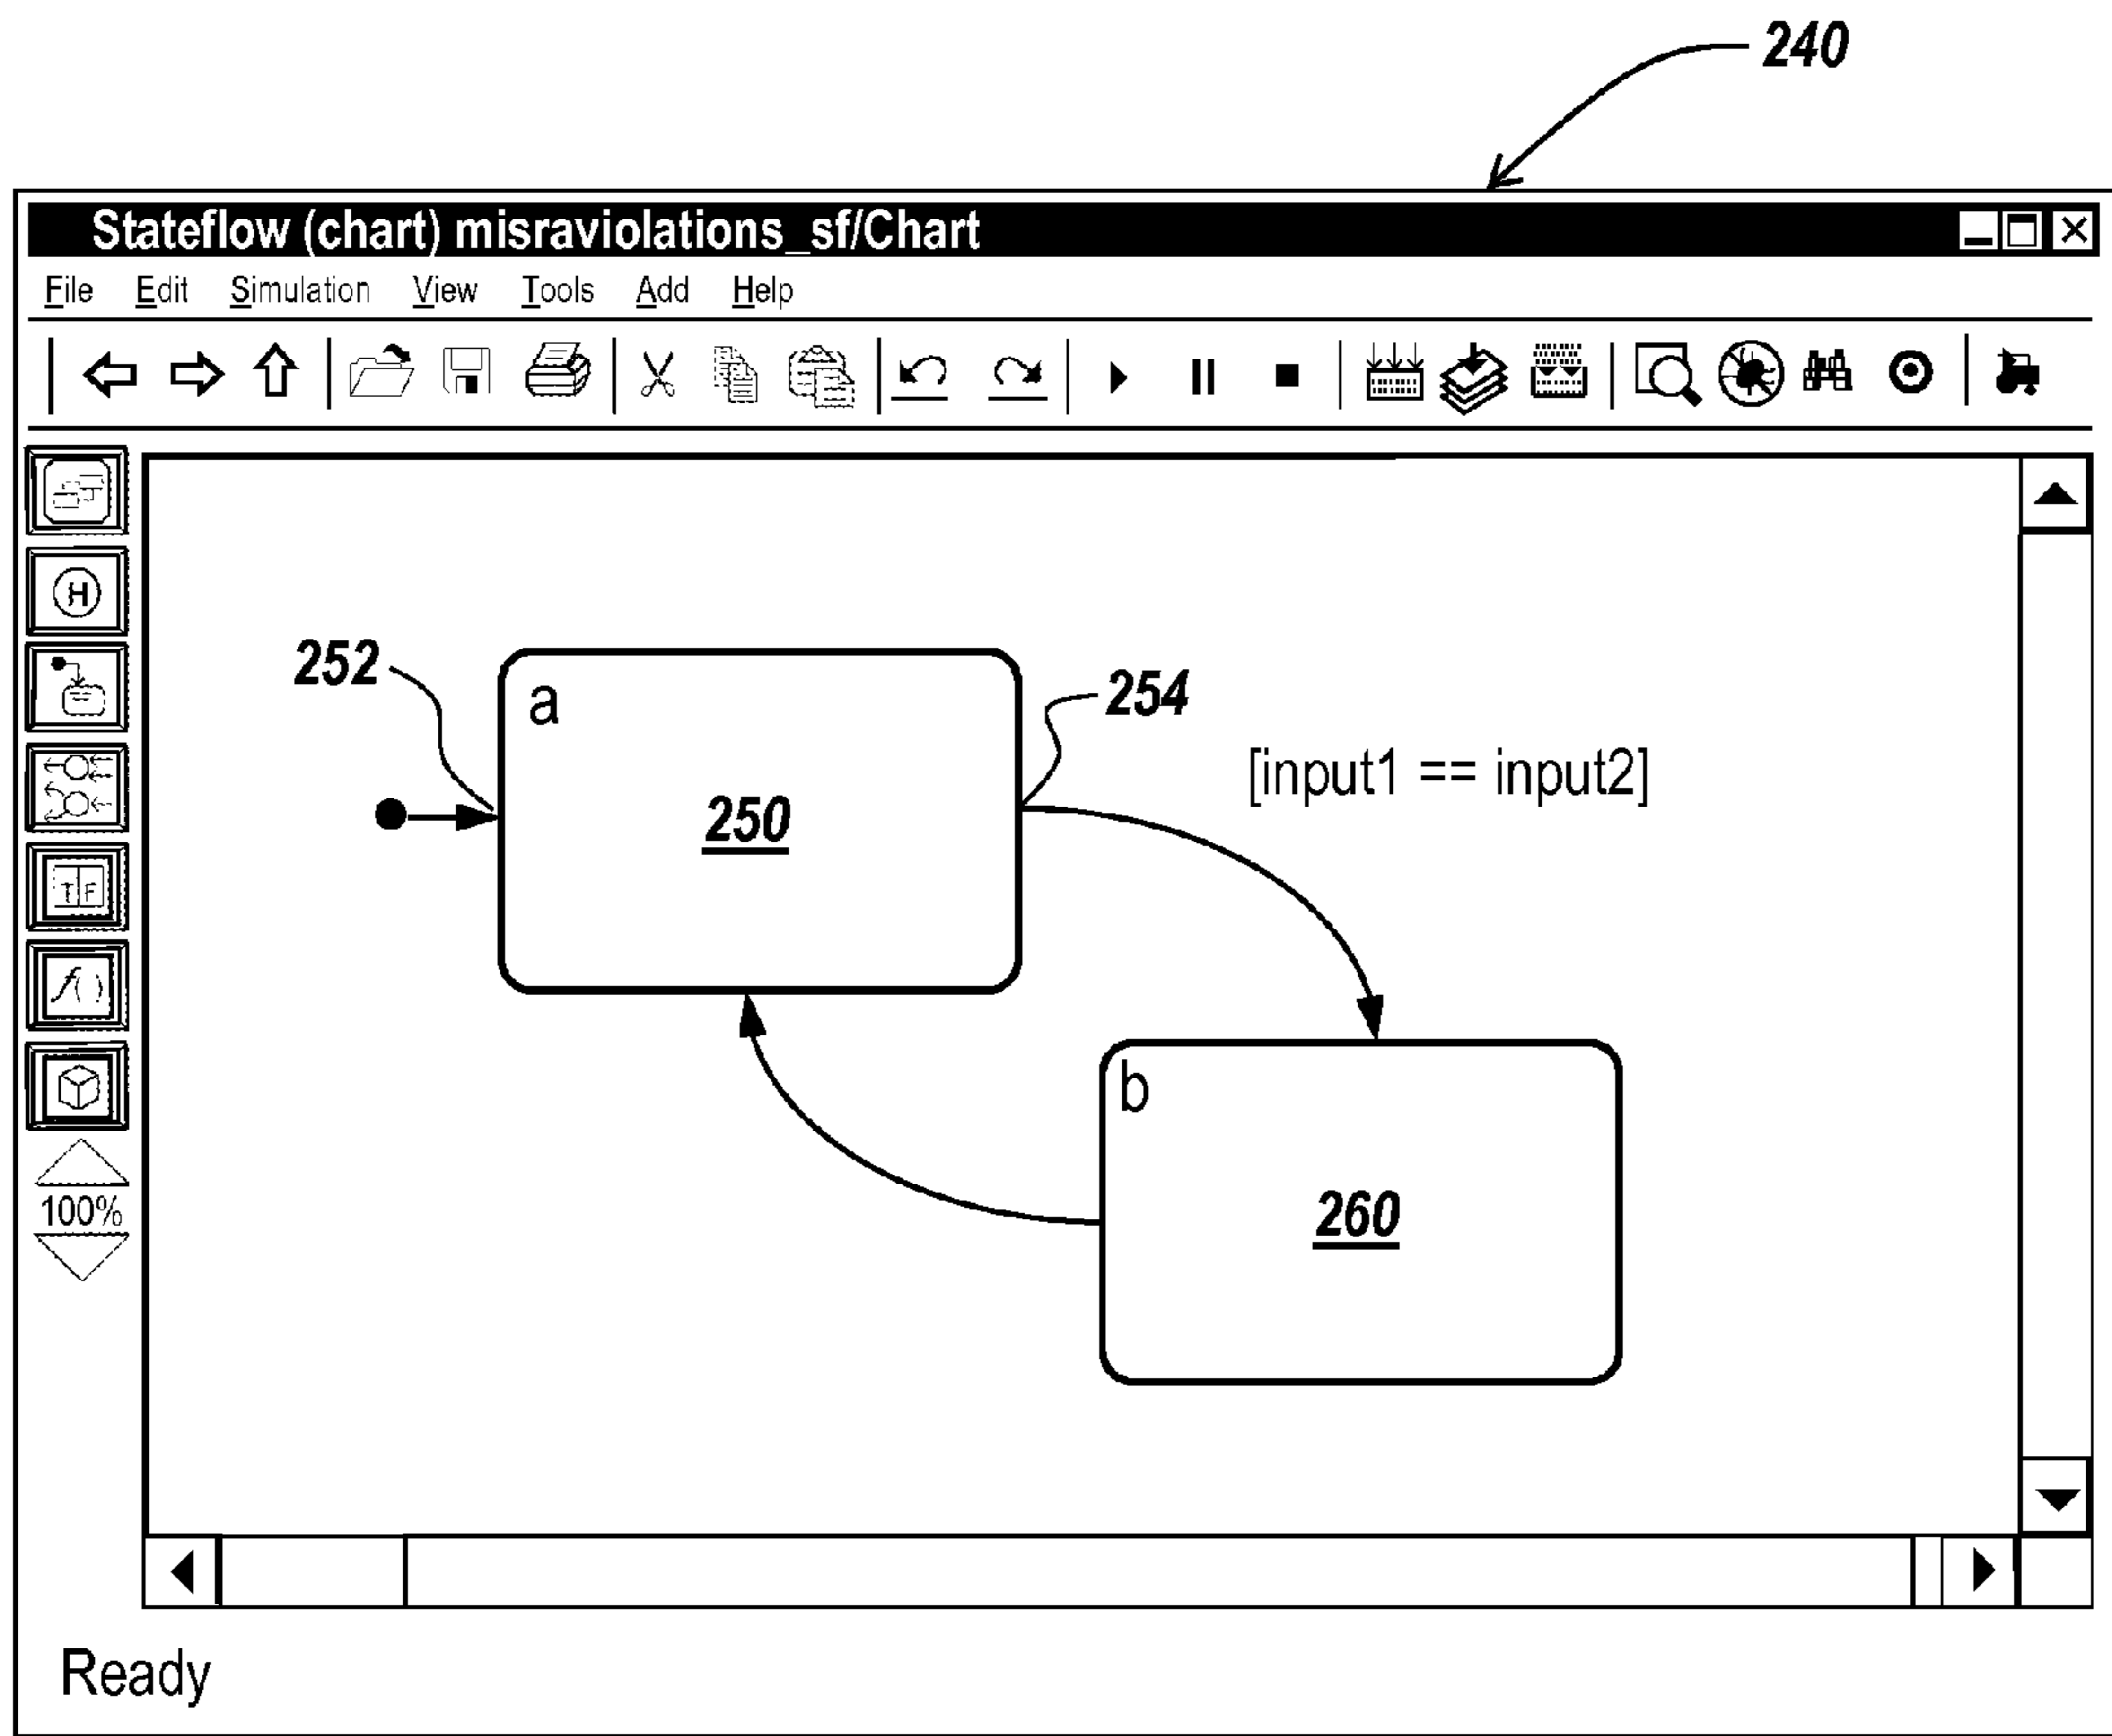 240
Stateflow (chart) misraviolations_sf/Chart
File Edit Simulation View Tools Add Help
H
252
a
254
[input1 == input2]
250
T F
f( )
b
100%
260
Ready